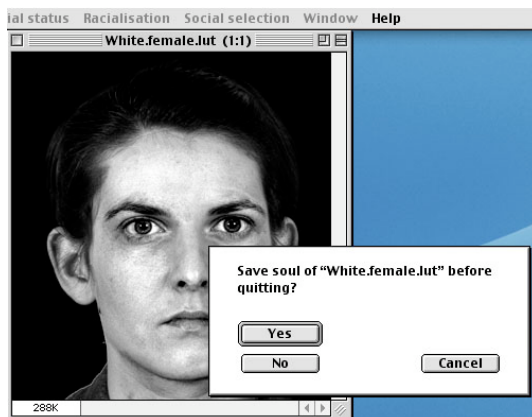 ial status Racialisation Social selection Window Help
White.female.lut (1:1)
Save soul of “White.female.lut” before
quitting?
Yes
No Cancel
288K